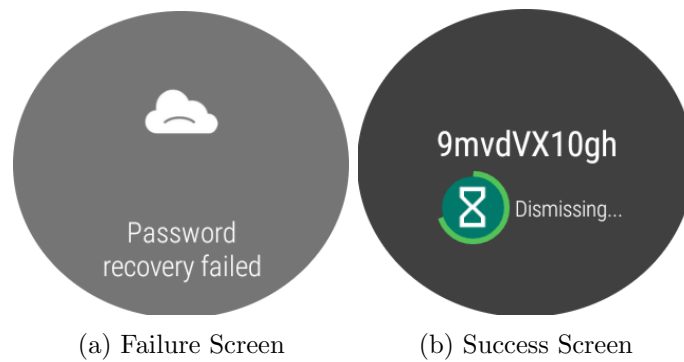 Password
recovery failed
9mvdVX10gh
Dismissing...
(a) Failure Screen
(b) Success Screen